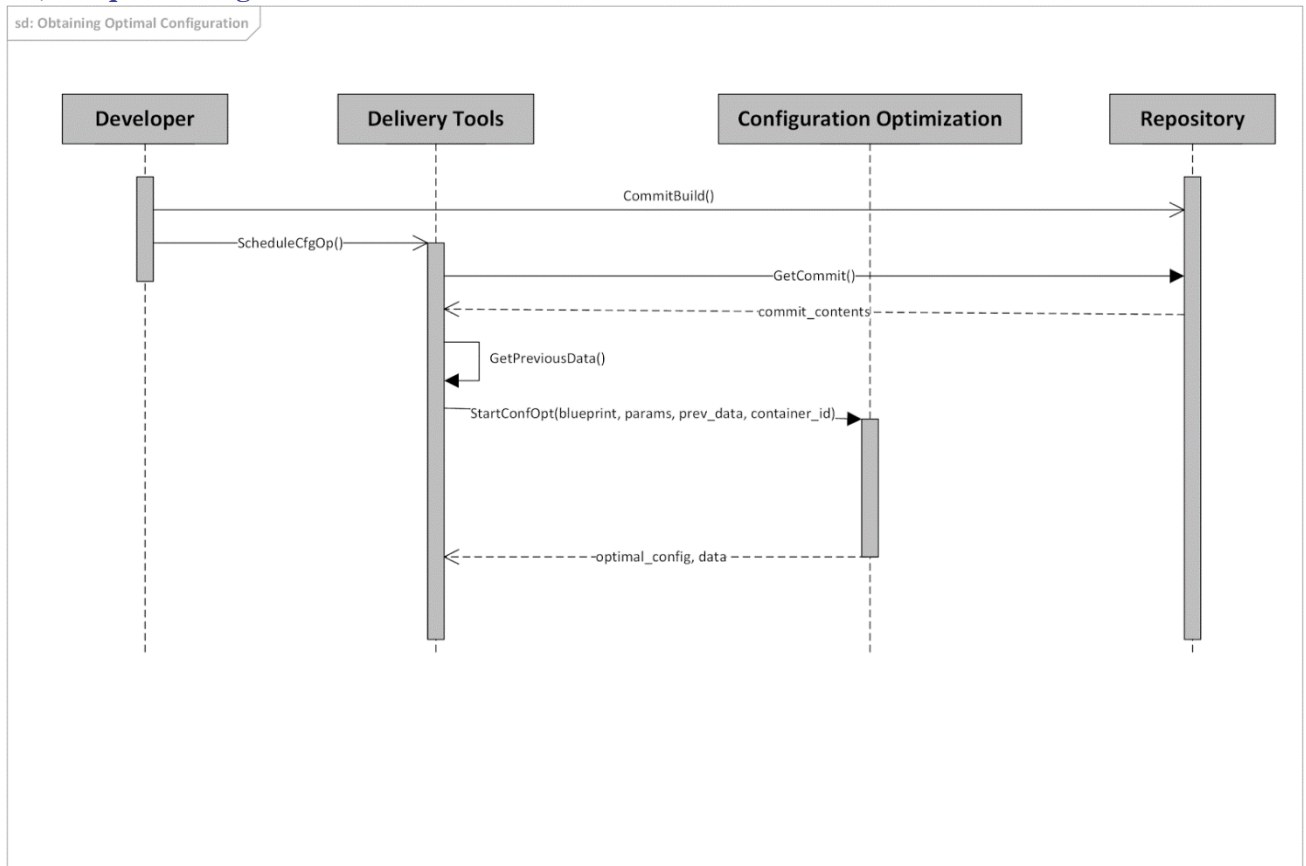 sd: Obtaining Optimal Configuration
Developer
Delivery Tools
Configuration Optimization
Repository
CommitBuild()
ScheduleCfgOp()
GetCommit()
commit_contents
GetPreviousData()
StartConfOpt(blueprint, params, prev_data, container_id)
optimal_config, data